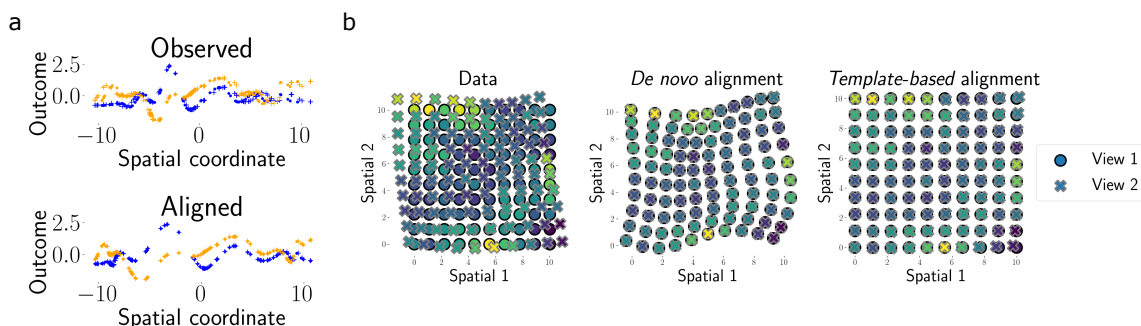 a
b
Observed
Outcome
2.5
0.0
−10
0
10
Spatial coordinate
Aligned
Outcome
2.5
0.0
−10
0
10
Spatial coordinate
Data
Spatial 2
10
8
6
4
2
0
0
2
4
6
8
10
Spatial 1
De novo alignment
Spatial 2
10
8
6
4
2
0
0
2
4
6
8
10
Spatial 1
Template-based alignment
Spatial 2
10
8
6
4
2
0
0
2
4
6
8
10
Spatial 1
View 1
View 2